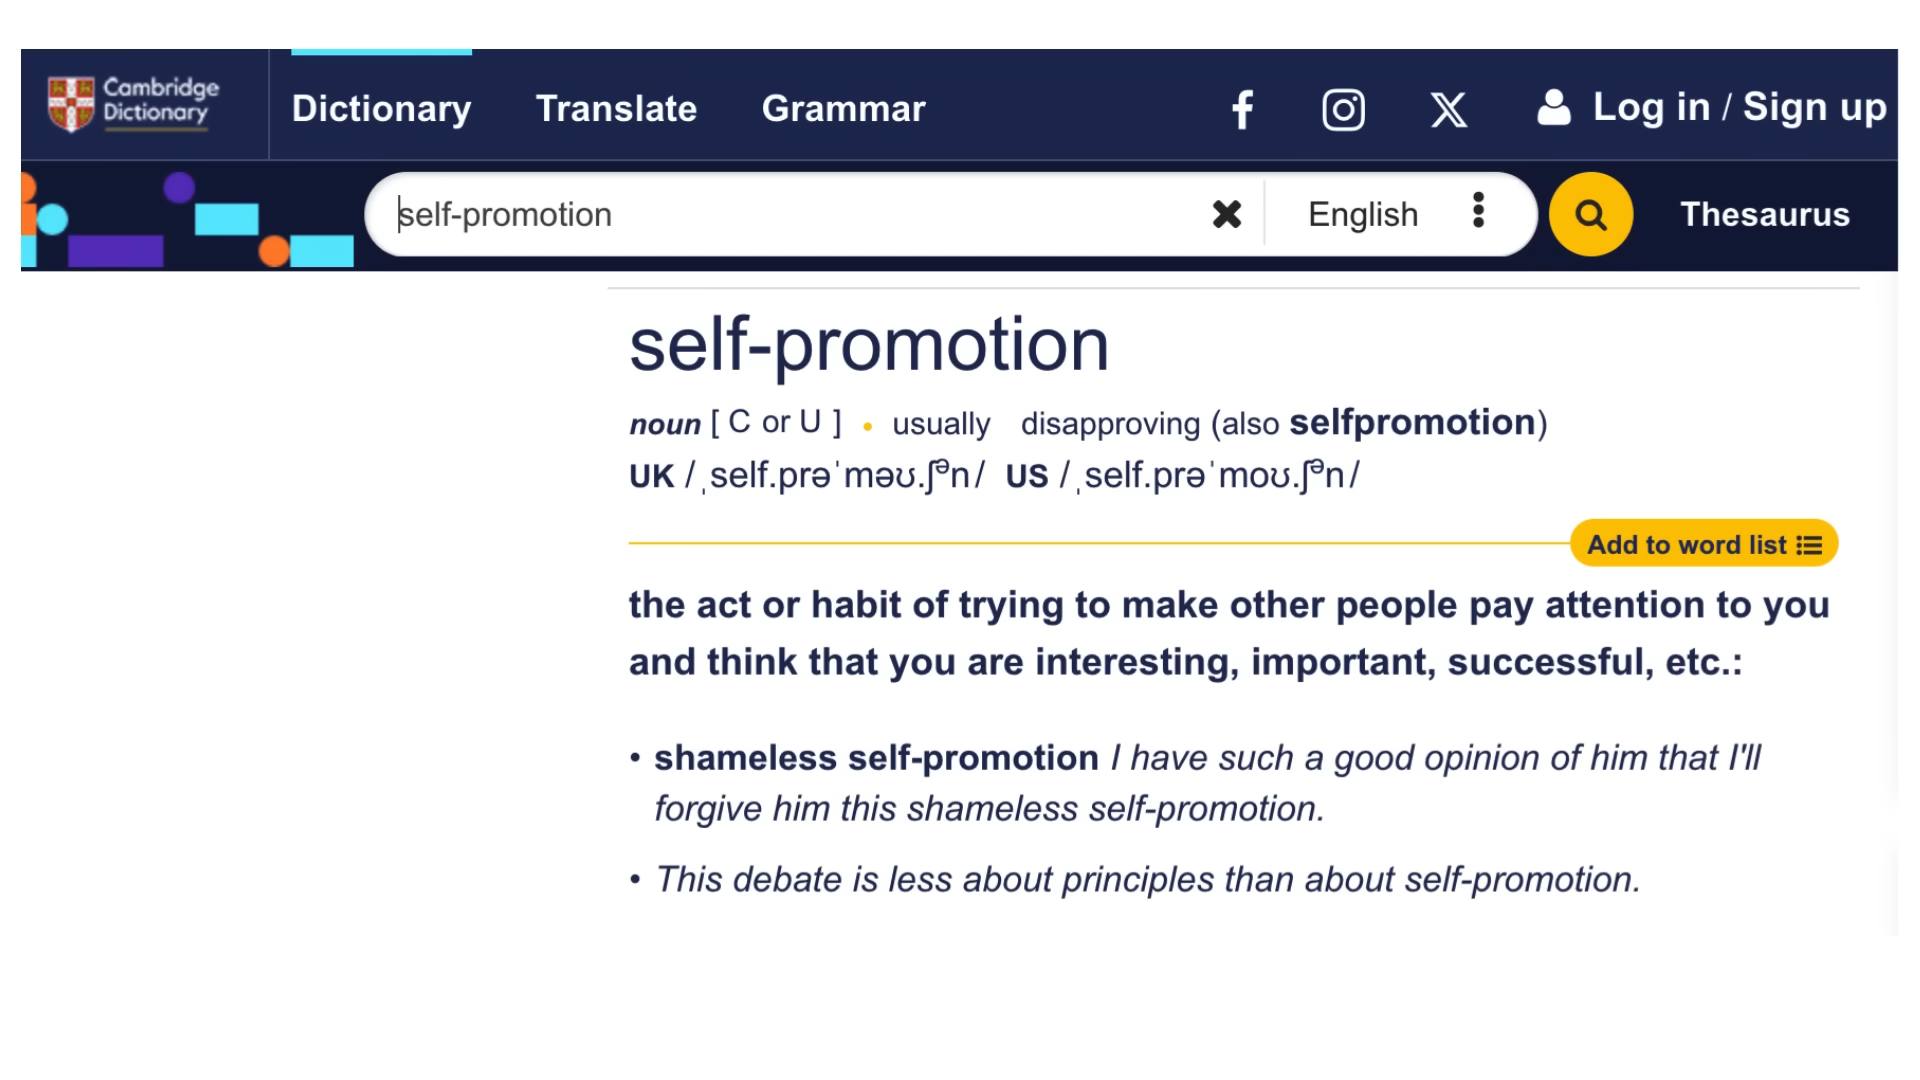 Cambridge
Dictionary
Dictionary Translate Grammar Log in / Sign up
self-promotion English Thesaurus
self-promotion
noun [ C or U ] • usually disapproving (also selfpromotion)
UK /ˌself.prəˈməʊ.ʃᵊn/ US /ˌself.prəˈmoʊ.ʃᵊn/
Add to word list
the act or habit of trying to make other people pay attention to you
and think that you are interesting, important, successful, etc.:
• shameless self-promotion I have such a good opinion of him that I'll
forgive him this shameless self-promotion.
• This debate is less about principles than about self-promotion.